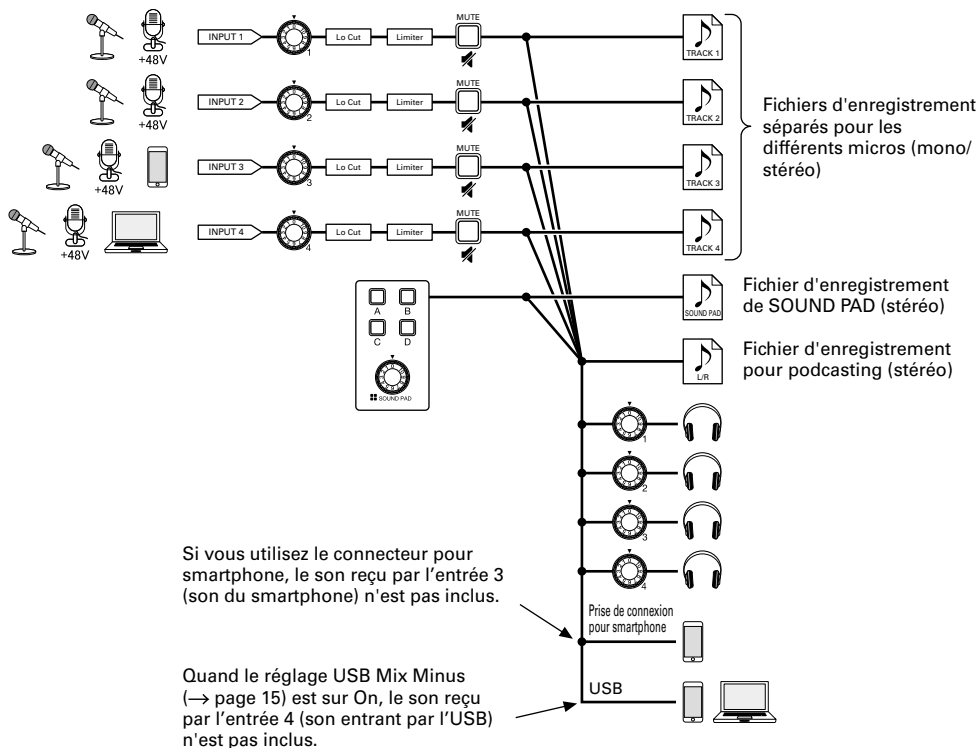 +48V
INPUT 1
1
Lo Cut
Limiter
MUTE
TRACK 1
+48V
INPUT 2
2
Lo Cut
Limiter
MUTE
TRACK 2
+48V
INPUT 3
3
Lo Cut
Limiter
MUTE
TRACK 3
+48V
INPUT 4
4
Lo Cut
Limiter
MUTE
TRACK 4
Fichiers d'enregistrement
séparés pour les
différents micros (mono/
stéréo)
A B
C D
SOUND PAD
SOUND PAD
Fichier d'enregistrement
de SOUND PAD (stéréo)
L/R
Fichier d'enregistrement
pour podcasting (stéréo)
1
2
3
4
Si vous utilisez le connecteur pour
smartphone, le son reçu par l’entrée 3
(son du smartphone) n'est pas inclus.
Prise de connexion
pour smartphone
Quand le réglage USB Mix Minus
(→ page 15) est sur On, le son reçu
par l’entrée 4 (son entrant par l’USB)
n'est pas inclus.
USB